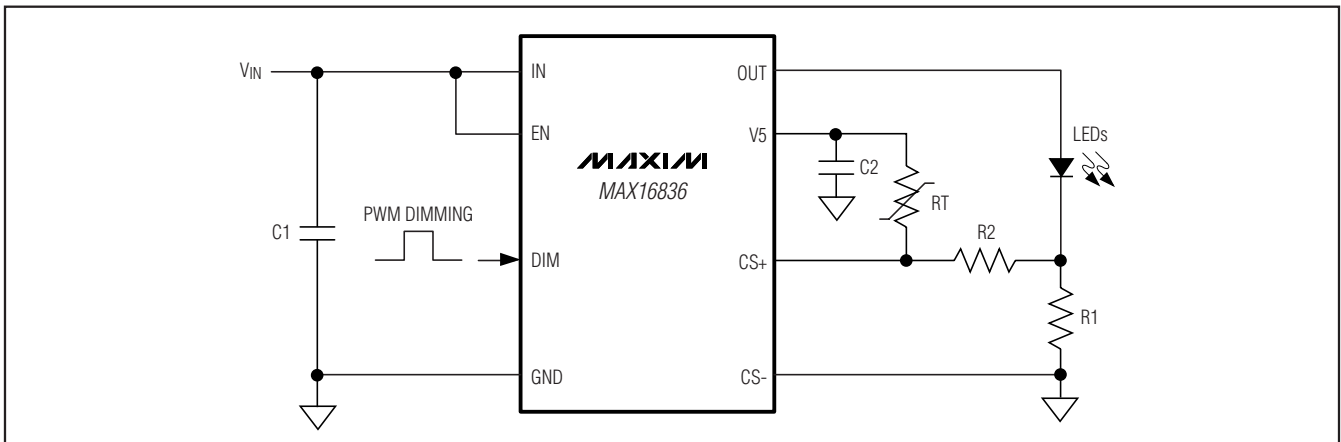 VIN
IN
OUT
EN
V5
LEDs
MAXIM
MAX16836
C2
RT
PWM DIMMING
C1
R2
DIM
CS+
R1
GND
CS-